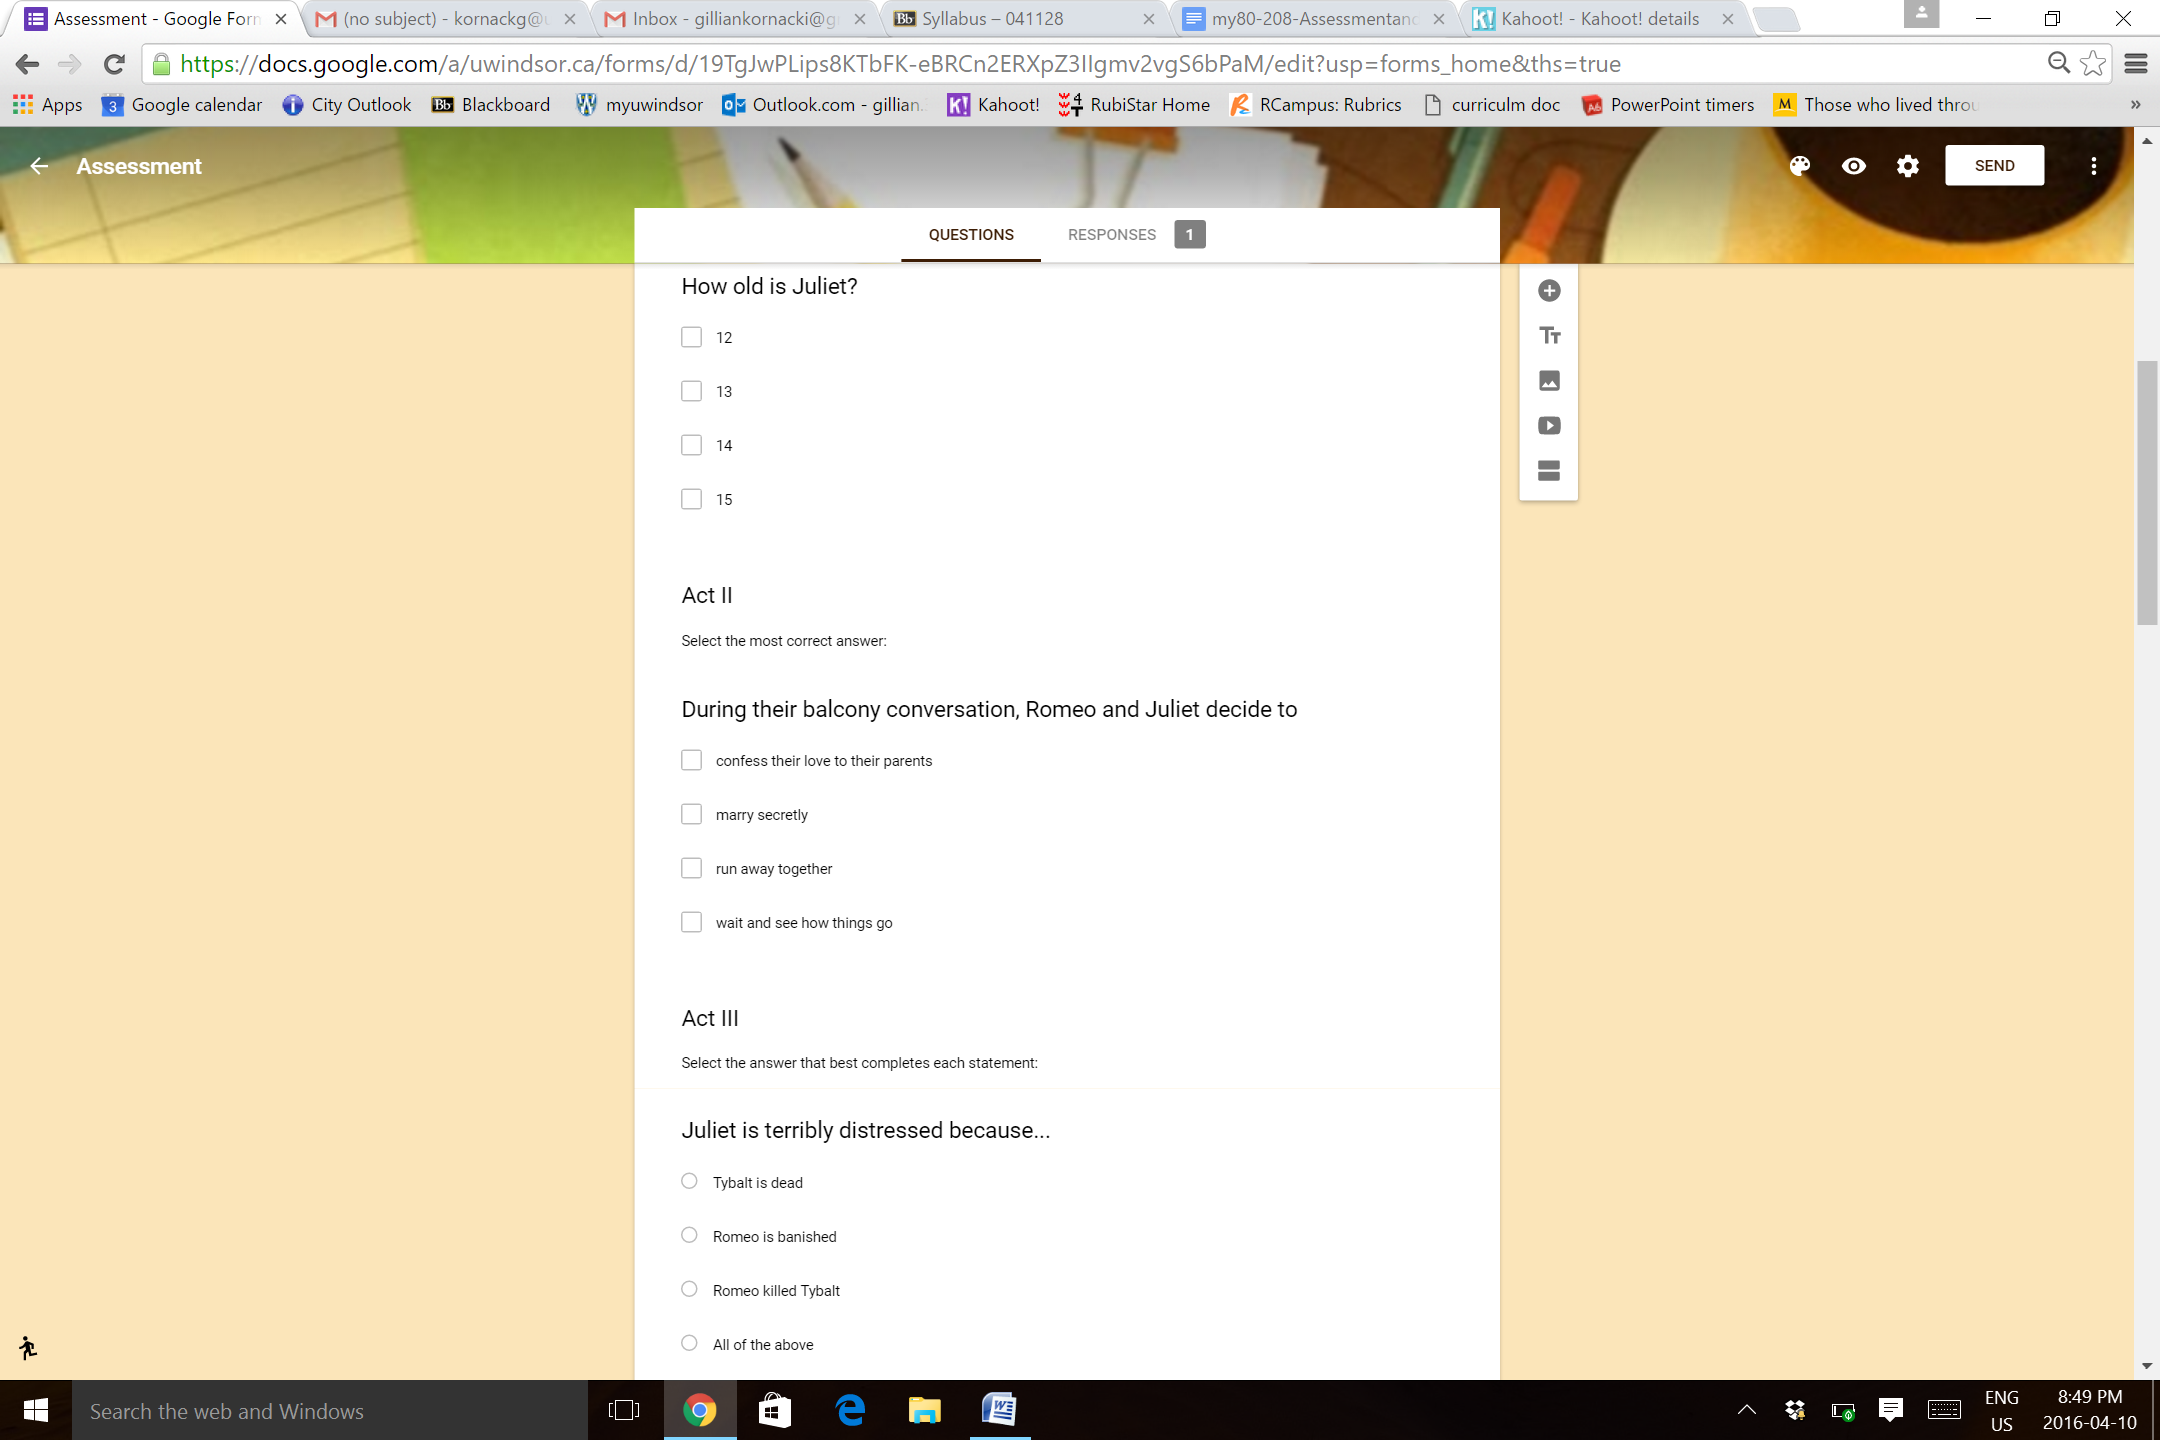 Assessment - Google Forn
(no subject) - kornackg@u
Inbox - gilliankornacki@g
Bb Syllabus – 041128
my80-208-Assessmentand
K! Kahoot! - Kahoot! details
https://docs.google.com/a/uwindsor.ca/forms/d/19TgJwPLips8KTbFK-eBRCn2ERXpZ3IIgmv2vgS6bPaM/edit?usp=forms_home&ths=true
Apps
3 Google calendar
City Outlook
Bb Blackboard
myuwindsor
Outlook.com - gillian.
K! Kahoot!
RubiStar Home
RCampus: Rubrics
curriculm doc
PowerPoint timers
M Those who lived throu
»
Assessment
SEND
QUESTIONS
RESPONSES 1
How old is Juliet?
12
13
14
15
Act II
Select the most correct answer:
During their balcony conversation, Romeo and Juliet decide to
confess their love to their parents
marry secretly
run away together
wait and see how things go
Act III
Select the answer that best completes each statement:
Juliet is terribly distressed because...
Tybalt is dead
Romeo is banished
Romeo killed Tybalt
All of the above
Search the web and Windows
ENG
US
8:49 PM
2016-04-10